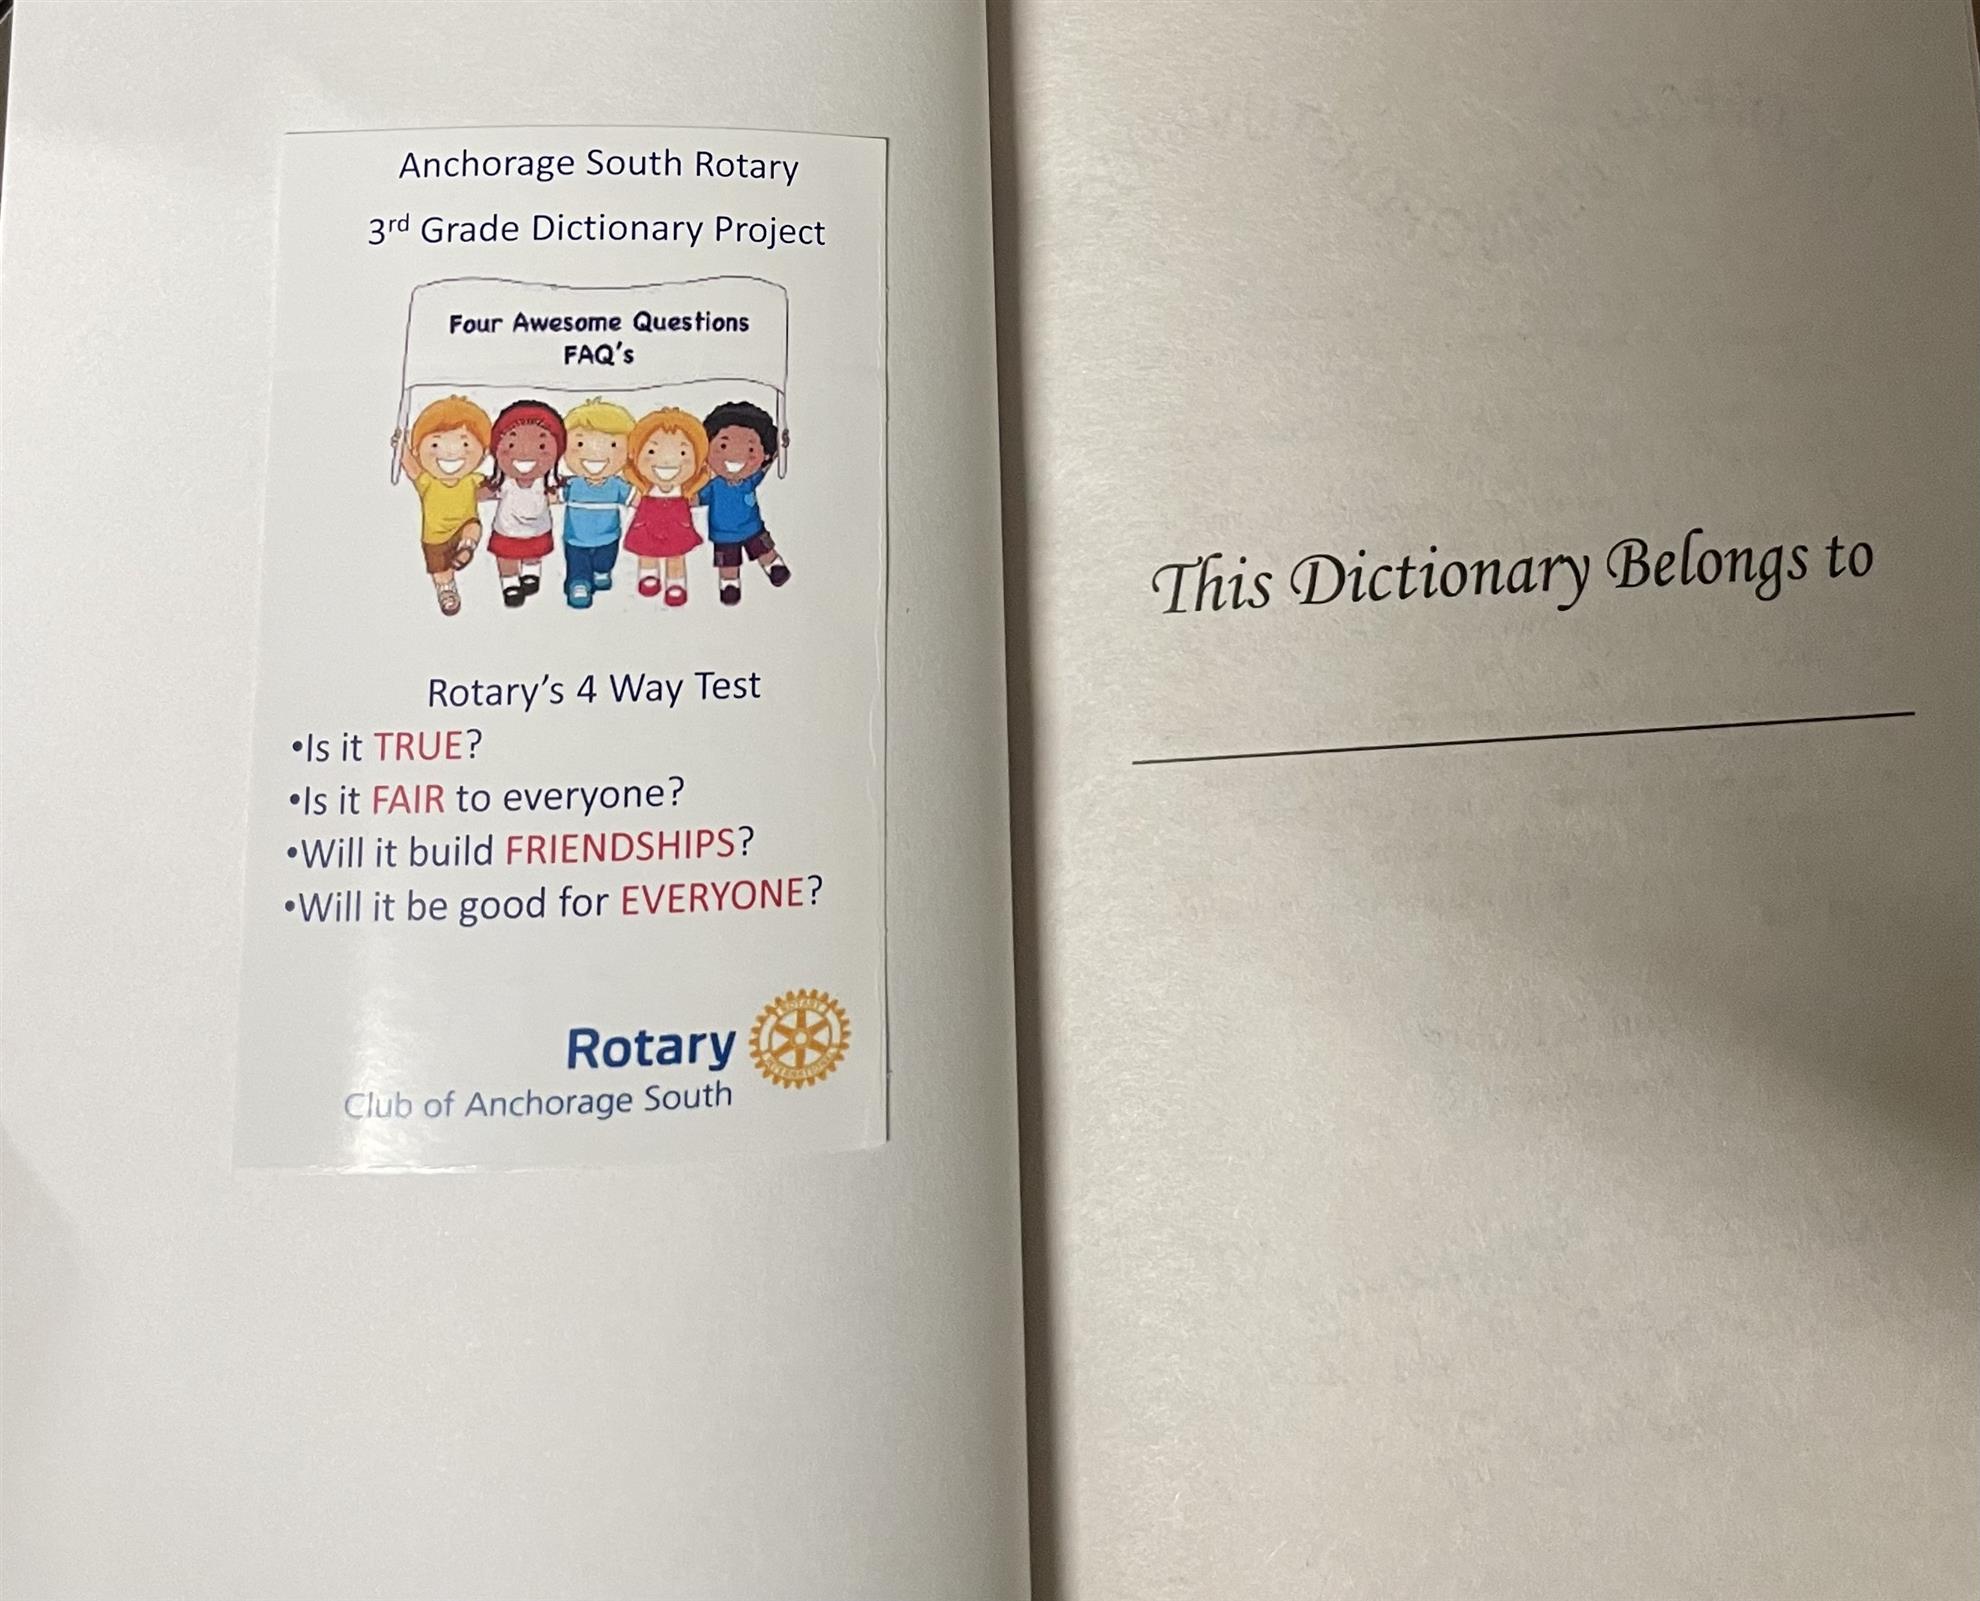 Anchorage South Rotary
3rd Grade Dictionary Project
Four Awesome Questions
FAQ's
Rotary's 4 Way Test
•Is it TRUE?
•Is it FAIR to everyone?
•Will it build FRIENDSHIPS?
•Will it be good for EVERYONE?
Rotary
ROTARY
INTERNATIONAL
Club of Anchorage South
This Dictionary Belongs to